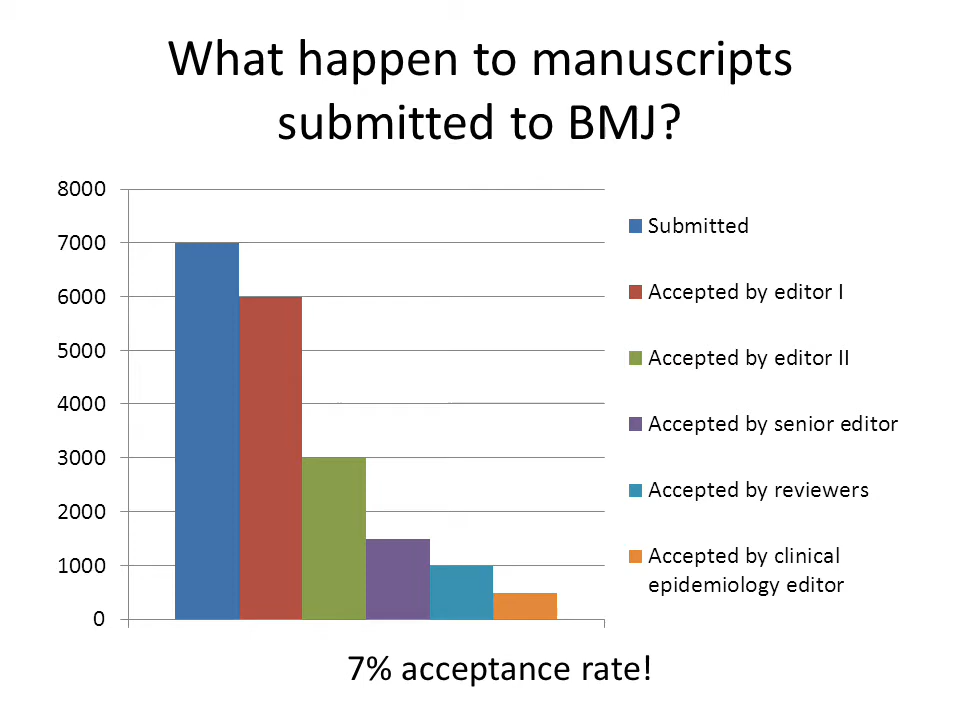 What happen to manuscripts
submitted to BMJ?
8000
7000
6000
5000
4000
3000
2000
1000
0
Submitted
Accepted by editor I
Accepted by editor II
Accepted by senior editor
Accepted by reviewers
Accepted by clinical
epidemiology editor
7% acceptance rate!